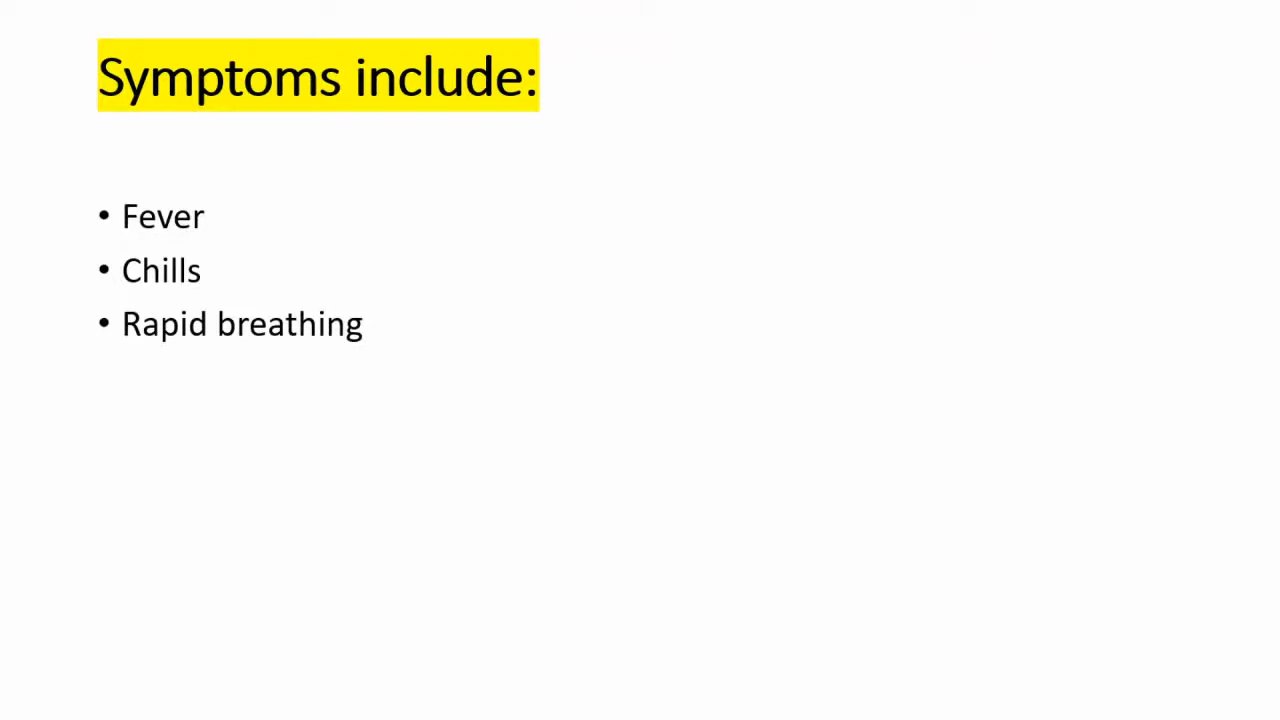 Symptoms include:
• Fever
• Chills
• Rapid breathing